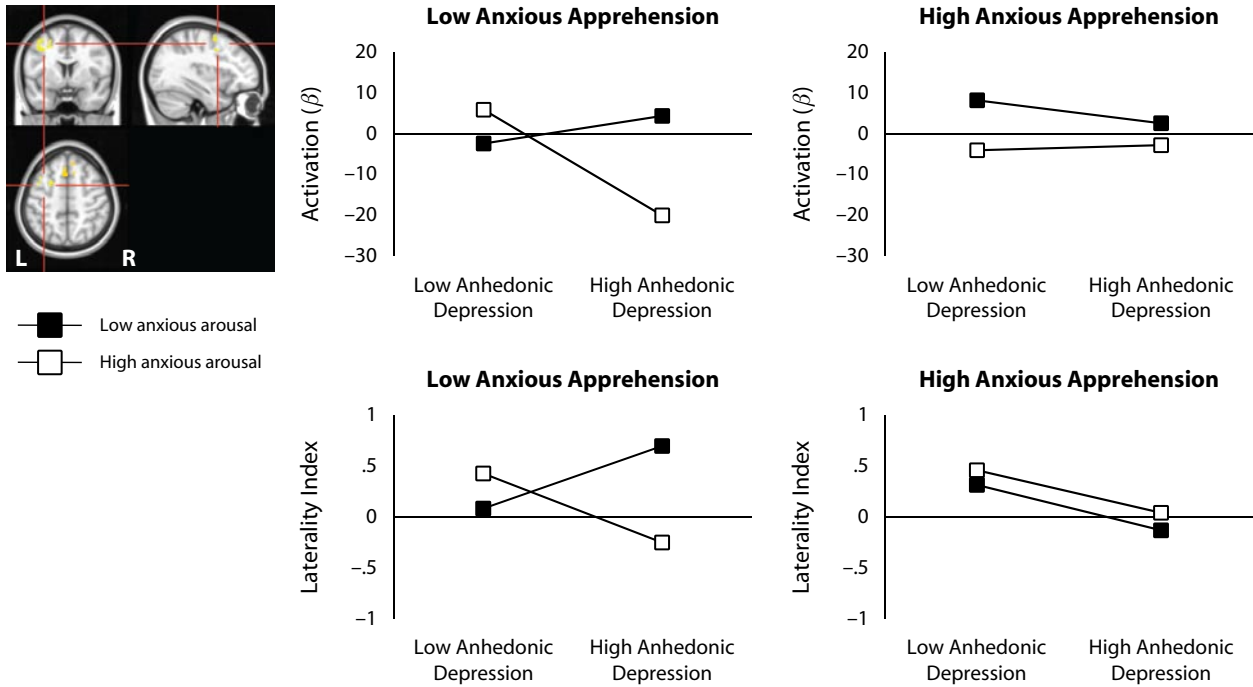 L
R
Low anxious arousal
High anxious arousal
Low Anxious Apprehension
Activation (β)
20
10
0
–10
–20
–30
Low Anhedonic
Depression
High Anhedonic
Depression
High Anxious Apprehension
Activation (β)
20
10
0
–10
–20
–30
Low Anhedonic
Depression
High Anhedonic
Depression
Low Anxious Apprehension
Laterality Index
1
.5
0
–.5
–1
Low Anhedonic
Depression
High Anhedonic
Depression
High Anxious Apprehension
Laterality Index
1
.5
0
–.5
–1
Low Anhedonic
Depression
High Anhedonic
Depression